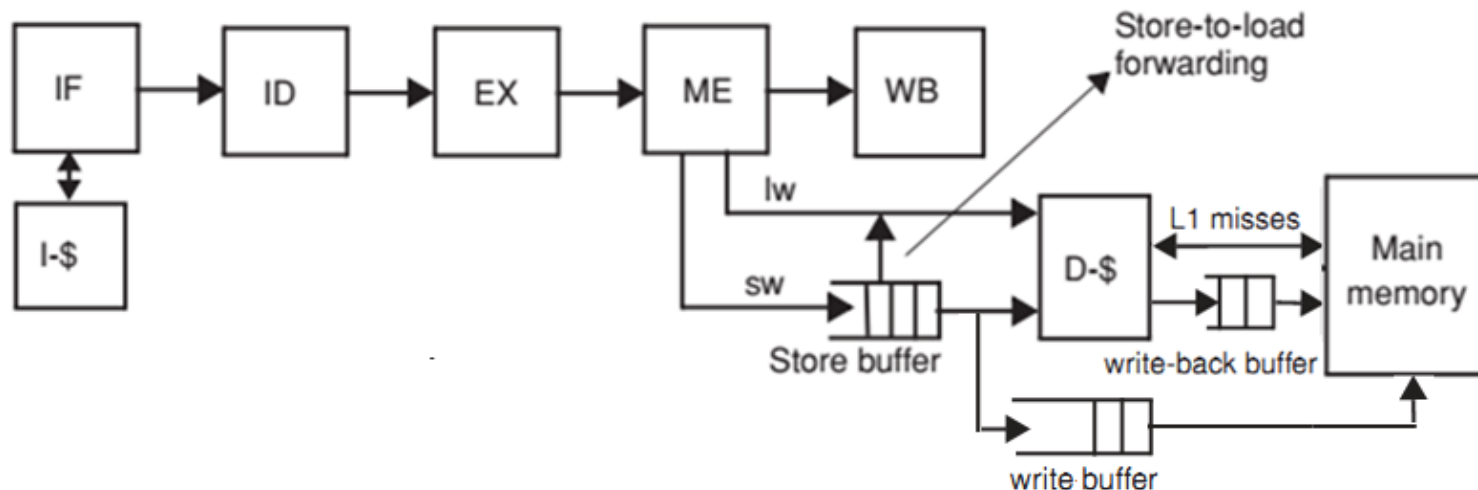 Store-to-load
forwarding
IF
ID
EX
ME
WB
lw
I-$
sw
D-$
L1 misses
Main
memory
Store buffer
write-back buffer
write buffer